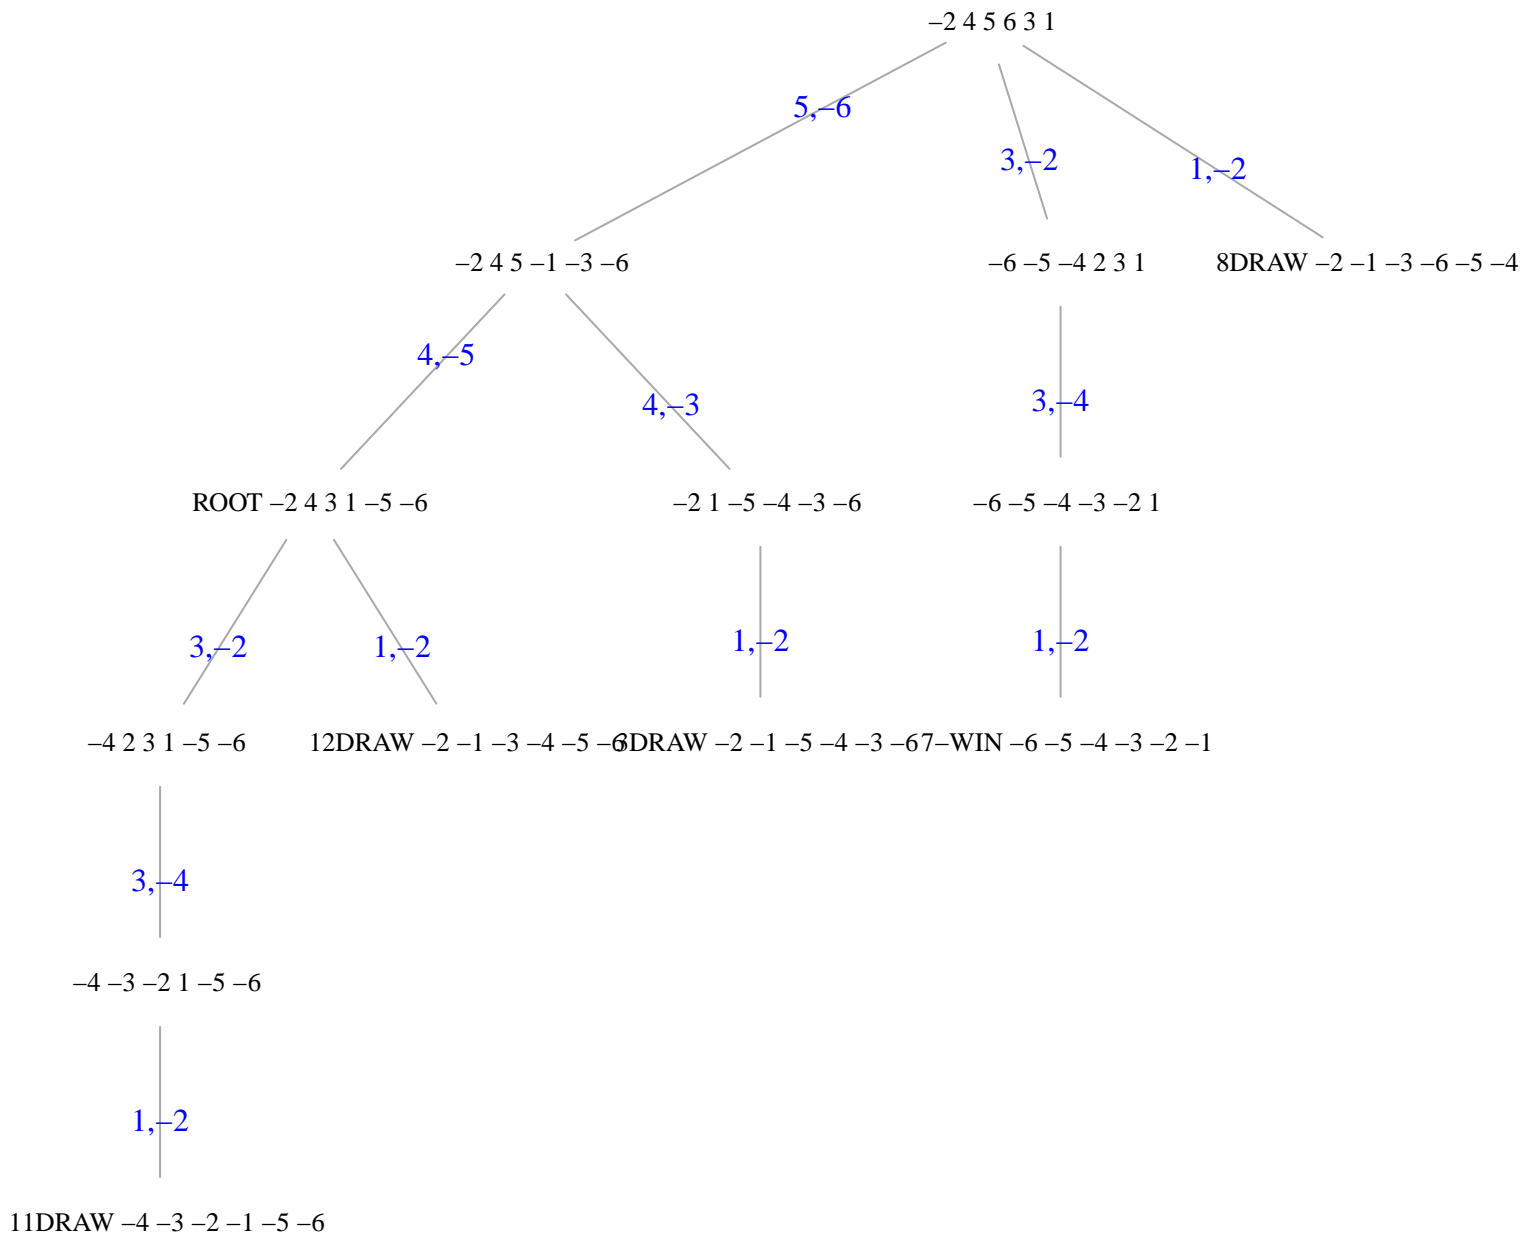 –2 4 5 6 3 1
5,–6
3,–2
1,–2
–2 4 5 –1 –3 –6
–6 –5 –4 2 3 1
8DRAW –2 –1 –3 –6 –5 –4
4,–5
4,–3
3,–4
ROOT –2 4 3 1 –5 –6
–2 1 –5 –4 –3 –6
–6 –5 –4 –3 –2 1
3,–2
1,–2
1,–2
1,–2
–4 2 3 1 –5 –6
12DRAW –2 –1 –3 –4 –5 –6
3DRAW –2 –1 –5 –4 –3 –6
7–WIN –6 –5 –4 –3 –2 –1
3,–4
–4 –3 –2 1 –5 –6
1,–2
11DRAW –4 –3 –2 –1 –5 –6